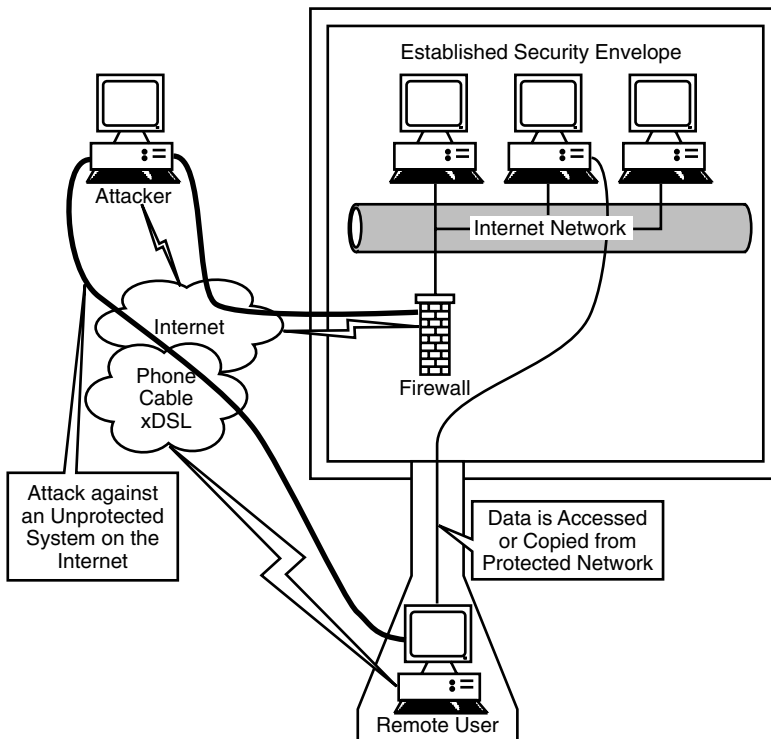 Established Security Envelope
Attacker
Internet Network
Internet
Firewall
Phone
Cable
xDSL
Attack against
an Unprotected
System on the
Internet
Data is Accessed
or Copied from
Protected Network
Remote User